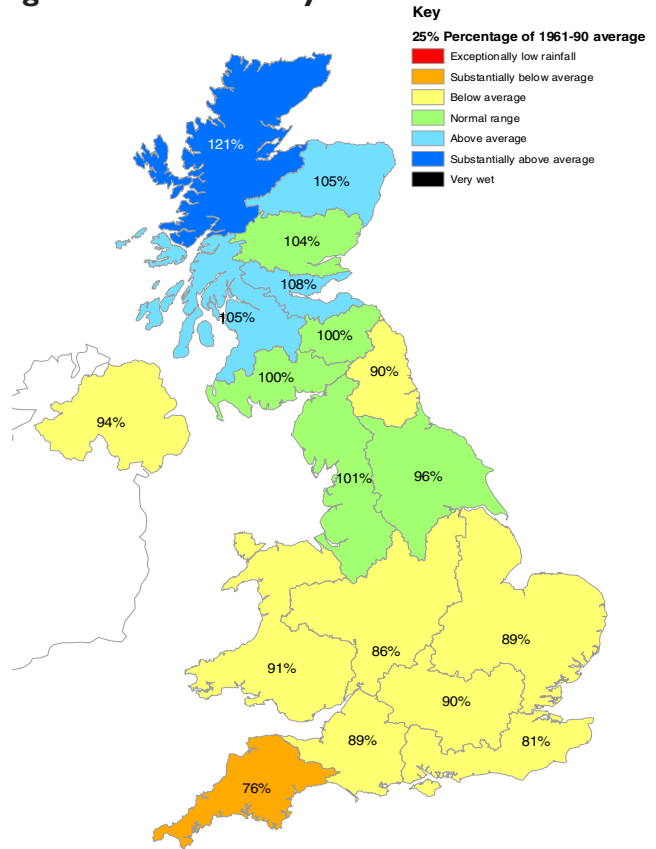 Key
25% Percentage of 1961-90 average
Exceptionally low rainfall
Substantially below average
Below average
Normal range
Above average
Substantially above average
Very wet
121%
105%
104%
108%
105%
100%
100%
90%
94%
101%
96%
89%
86%
91%
90%
89%
81%
76%